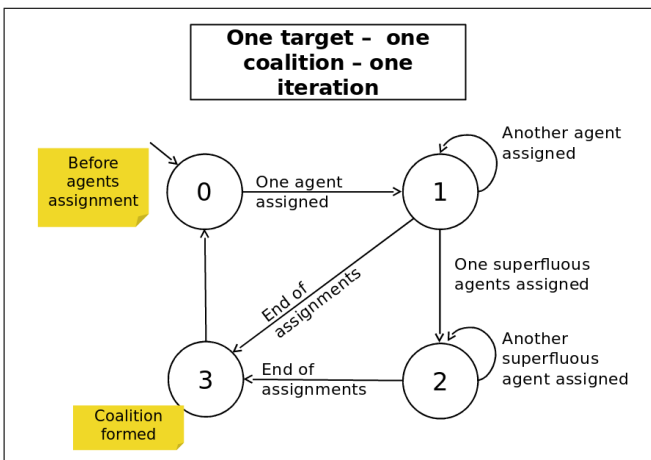 One target – one
coalition – one
iteration
Before
agents
assignment
0
One agent
assigned
1
Another agent
assigned
One superfluous
agents assigned
End of
assignments
3
End of
assignments
2
Another
superfluous
agent assigned
Coalition
formed